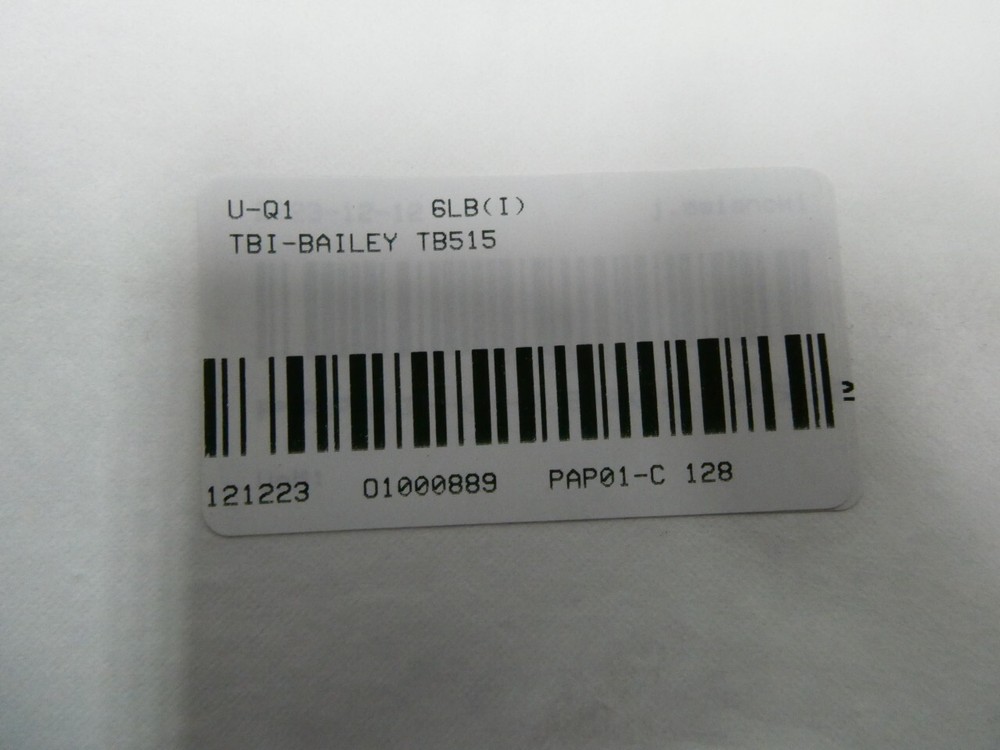 U-Q1 6LB(I)
TBI-BAILEY TB515
121223 01000889 PAP01-C 128